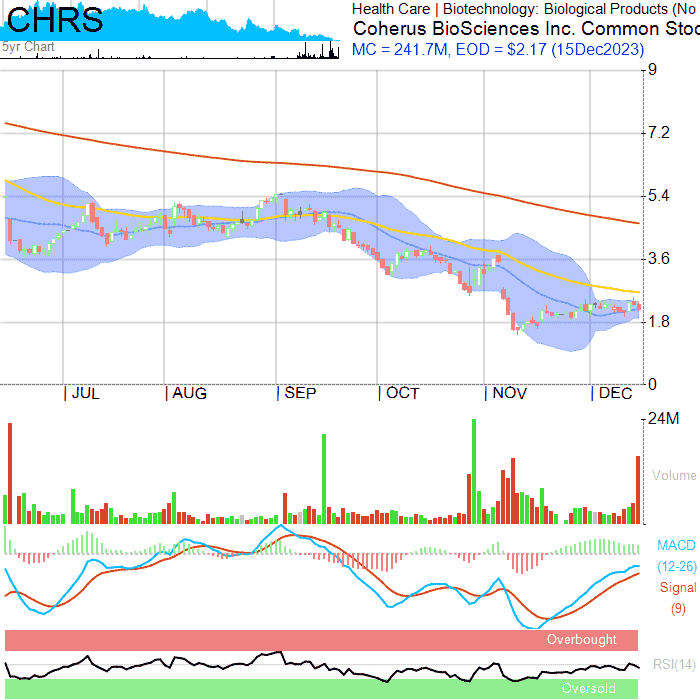 CHRS
5yr Chart
Health Care | Biotechnology: Biological Products (No
Coherus BioSciences Inc. Common Stoc
MC = 241.7M, EOD = $2.17 (15Dec2023)
9
7.2
5.4
3.6
1.8
0
JUL AUG SEP OCT NOV DEC
24M
Volume
MACD
(12-26)
Signal
(9)
Overbought
RSI(14)
Oversold